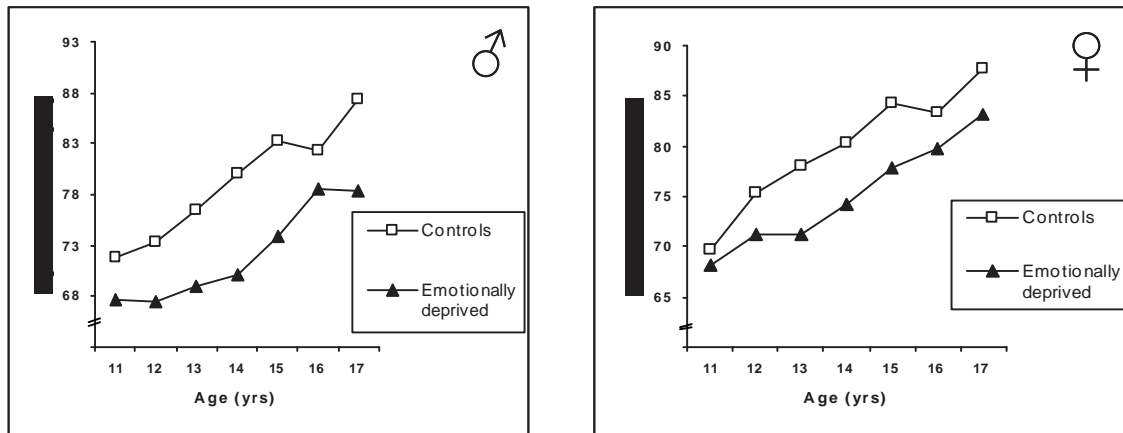 93
88
83
78
73
68
11 12 13 14 15 16 17
Age (yrs)
Controls
Emotionally
deprived
90
85
80
75
70
65
60
11 12 13 14 15 16 17
Age (yrs)
Controls
Emotionally
deprived